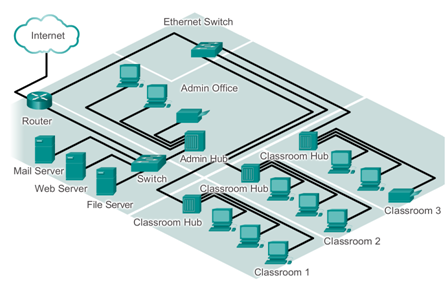 Ethernet Switch
Internet
Admin Office
Router
Mail Server
Admin Hub
Classroom Hub
Web Server
Switch
Classroom Hub
File Server
Classroom Hub
Classroom 3
Classroom 2
Classroom 1